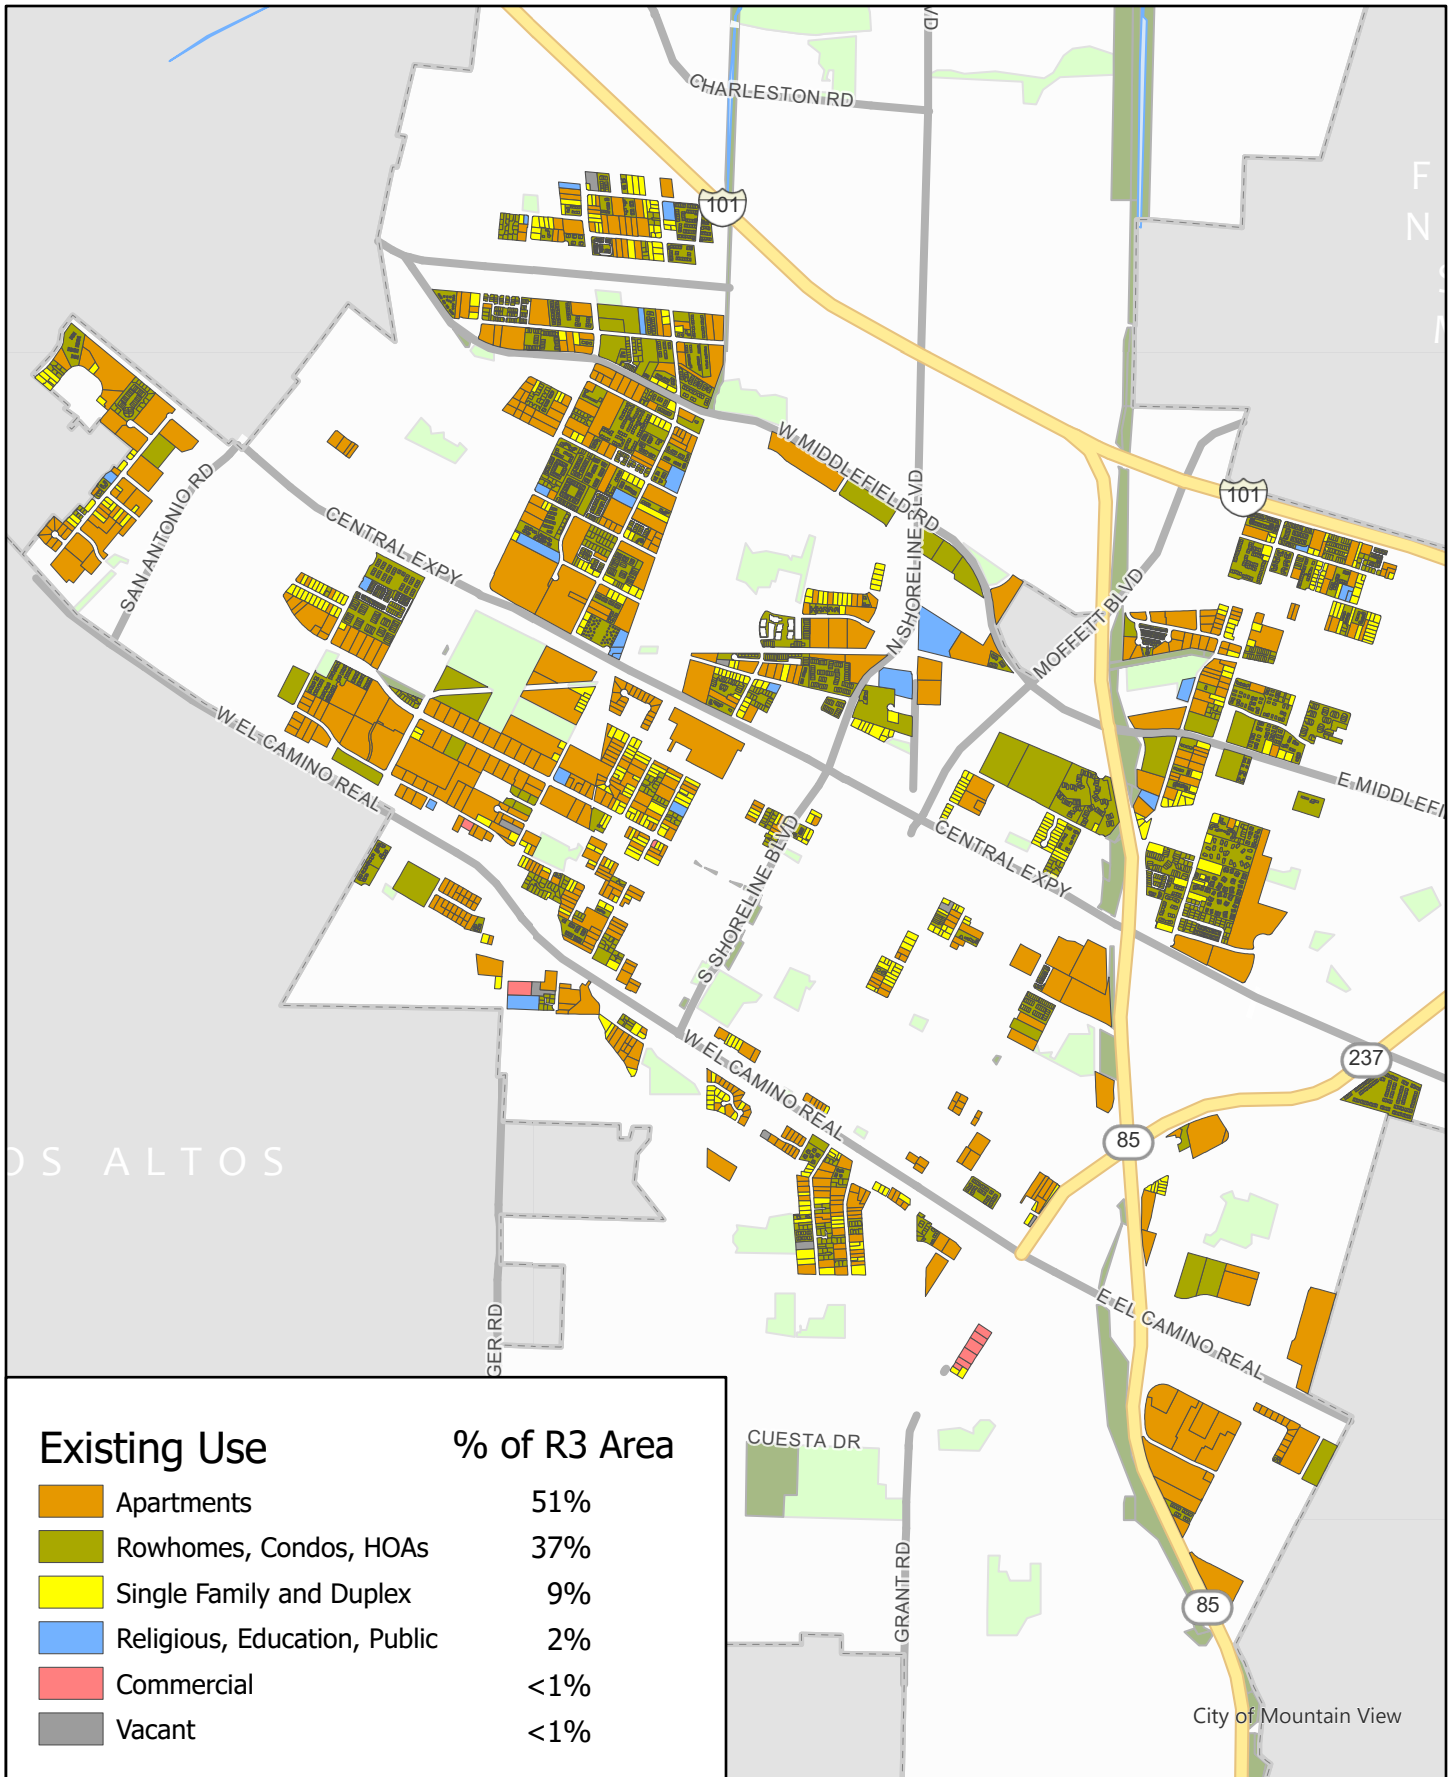 VD
CHARLESTON RD
F
N
S
M
101
W MIDDLEFIELD RD
N SHORELINE BLVD
101
SAN ANTONIO RD
CENTRAL EXPY
MOFFETT BLVD
W EL CAMINO REAL
E MIDDLEFI
CENTRAL EXPY
S SHORELINE BLVD
W EL CAMINO REAL
237
85
OS ALTOS
E EL CAMINO REAL
GER RD
CUESTA DR
GRANT RD
85
City of Mountain View
Existing Use % of R3 Area
Apartments 51%
Rowhomes, Condos, HOAs 37%
Single Family and Duplex 9%
Religious, Education, Public 2%
Commercial <1%
Vacant <1%